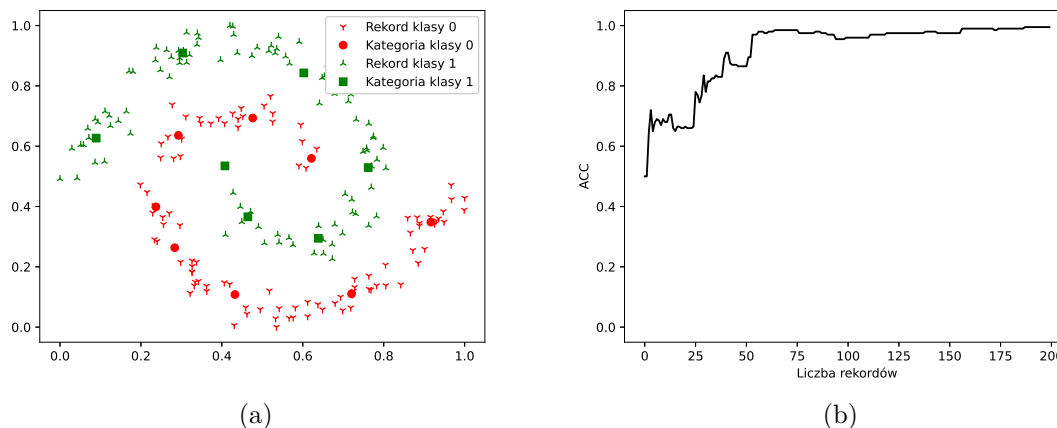 Rekord klasy 0
Kategoria klasy 0
Rekord klasy 1
Kategoria klasy 1
1.0
0.8
0.6
0.4
0.2
0.0
0.0 0.2 0.4 0.6 0.8 1.0
(a)
ACC
1.0
0.8
0.6
0.4
0.2
0.0
0 25 50 75 100 125 150 175 200
Liczba rekordów
(b)